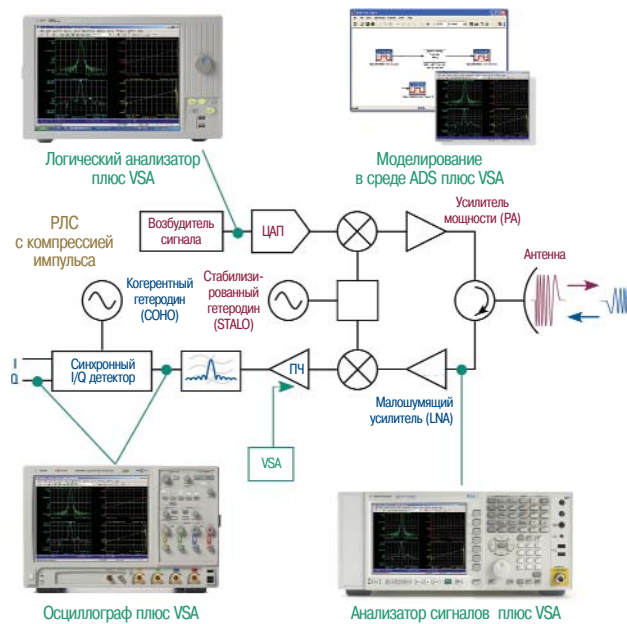 Логический анализатор
плюс VSA
Моделирование
в среде ADS плюс VSA
РЛС
с компрессией
импульса
Возбудитель
сигнала
ЦАП
Усилитель
мощности (PA)
Антенна
Когерентный
гетеродин
(COHO)
Стабилизи-
рованный
гетеродин
(STALO)
I
Q
Синхронный
I/Q детектор
ПЧ
Малошумящий
усилитель (LNA)
VSA
Осциллограф плюс VSA
Анализатор сигналов плюс VSA